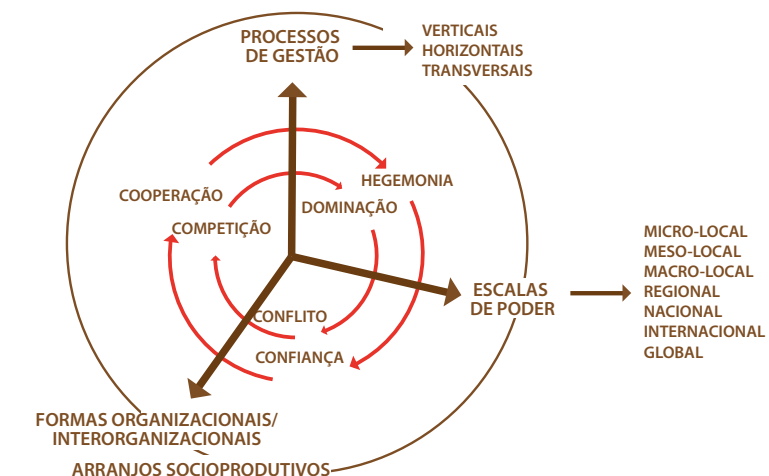 PROCESSOS
DE GESTÃO
VERTICAIS
HORIZONTAIS
TRANSVERSAIS
COOPERAÇÃO
HEGEMONIA
COMPETIÇÃO
DOMINAÇÃO
CONFLITO
CONFIANÇA
ESCALAS
DE PODER
MICRO-LOCAL
MESO-LOCAL
MACRO-LOCAL
REGIONAL
NACIONAL
INTERNACIONAL
GLOBAL
FORMAS ORGANIZACIONAIS/
INTERORGANIZACIONAIS
ARRANJOS SOCIOPRODUTIVOS